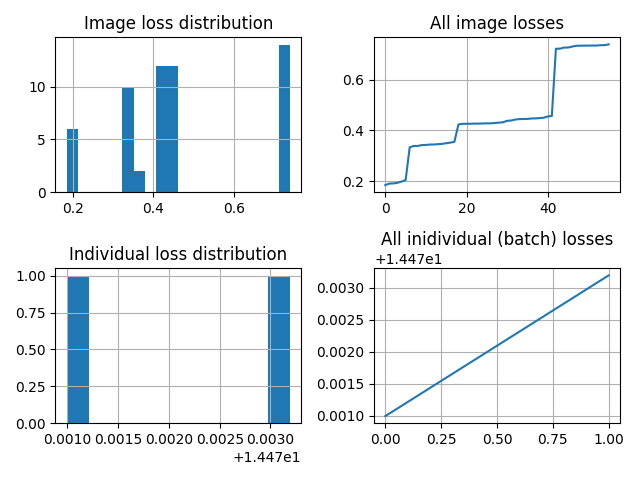 Image loss distribution
10
5
0
0.2 0.4 0.6
All image losses
0.6
0.4
0.2
0 20 40
Individual loss distribution
1.00
0.75
0.50
0.25
0.00
0.0010 0.0015 0.0020 0.0025 0.0030
+1.447e1
All inidividual (batch) losses
+1.447e1
0.0030
0.0025
0.0020
0.0015
0.0010
0.00 0.25 0.50 0.75 1.00